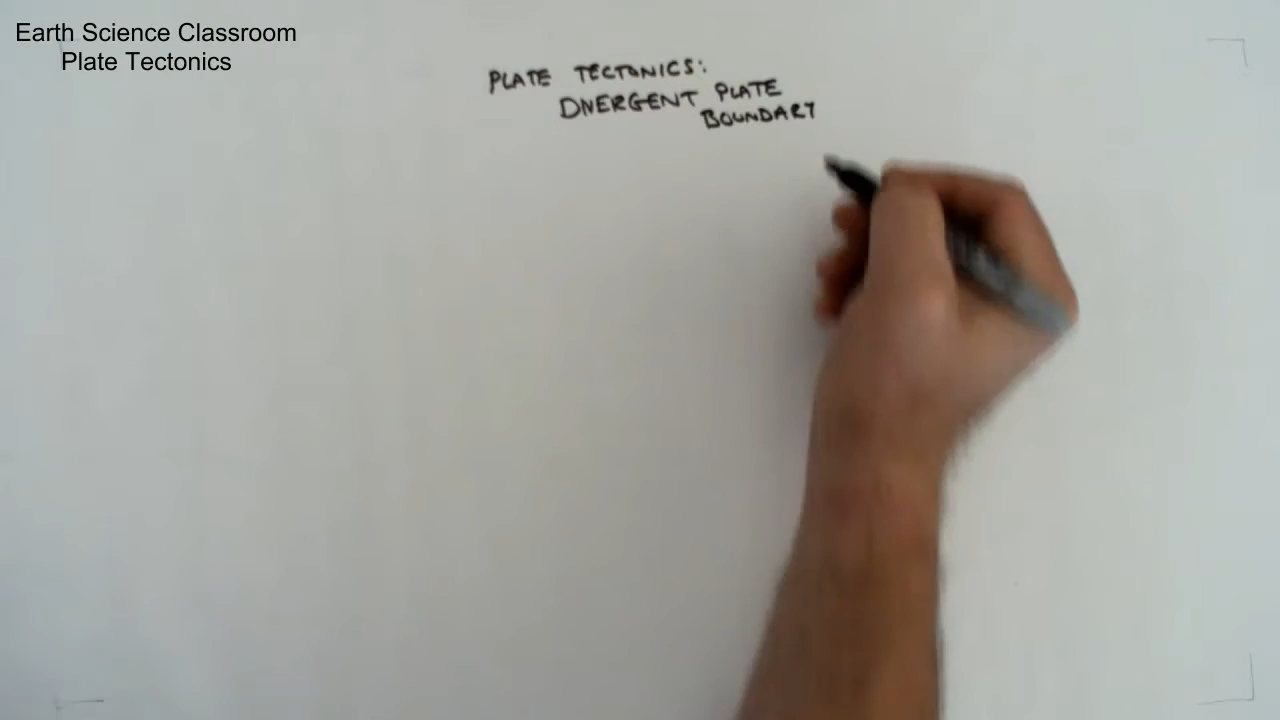 Earth Science Classroom
Plate Tectonics
PLATE TECTONICS:
DIVERGENT PLATE
BOUNDARY